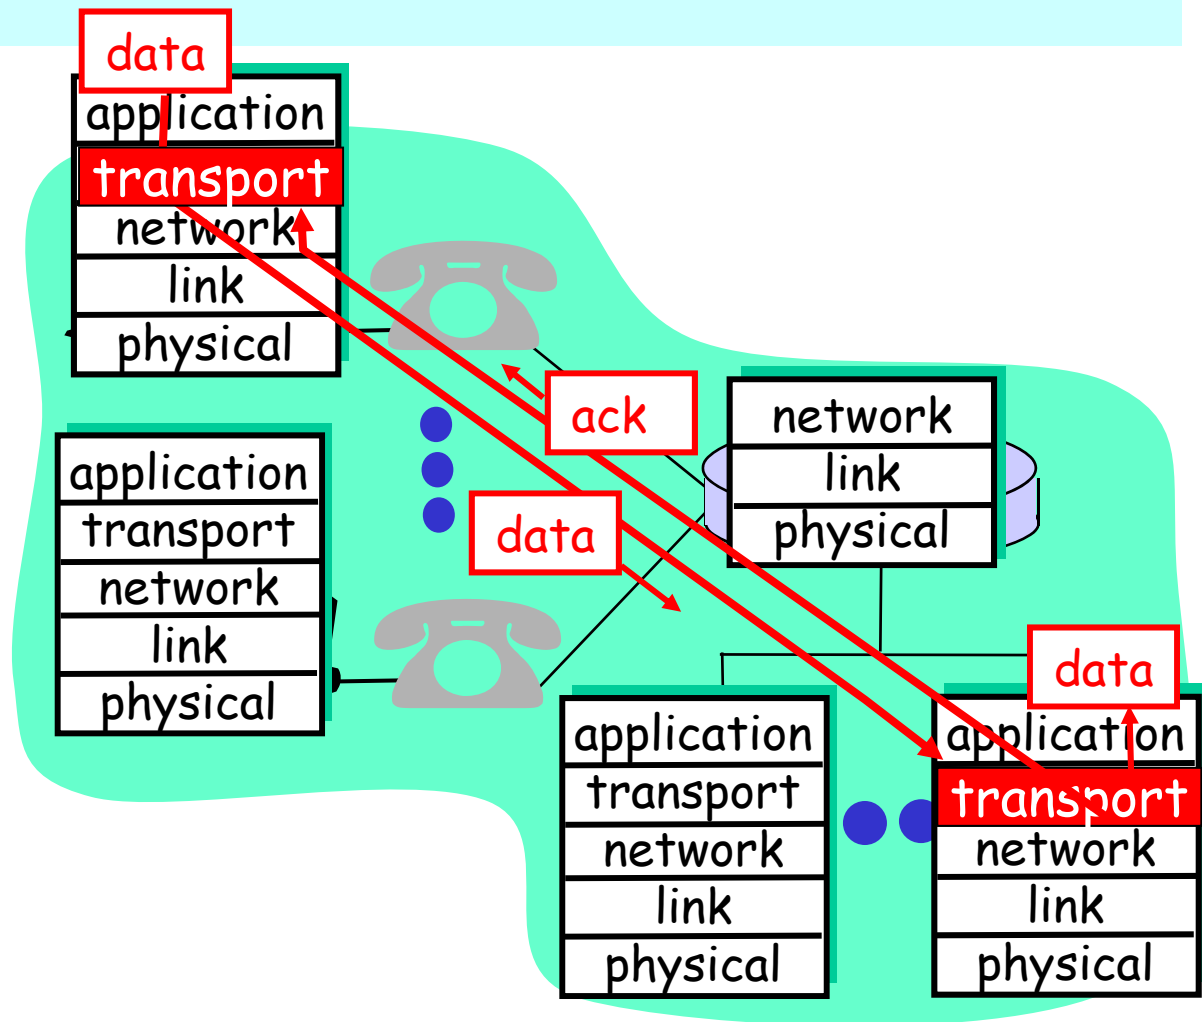 data
application
transport
network
link
physical
ack
network
link
physical
application
transport
network
link
physical
data
data
application
transport
network
link
physical
application
transport
network
link
physical